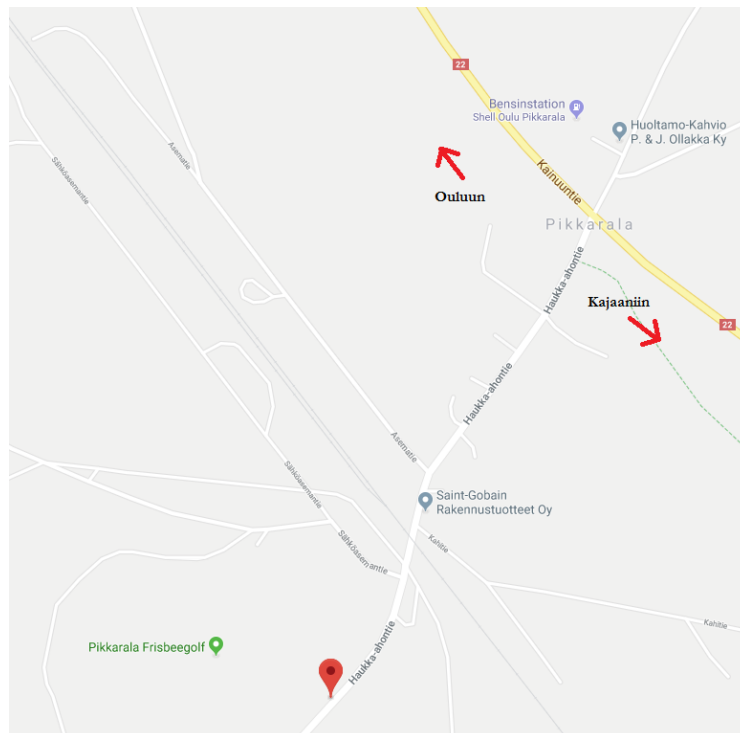 22
Bensinstation
Shell Oulu Pikkarala
Huoltamo-Kahvio
P. & J. Ollakka Ky
Asematie
Sähköasemantie
Kainuuntie
Ouluun
Pikkarala
Haukka-ahontie
Kajaaniin
22
Haukka-ahontie
Asematie
Sähköasemantie
Saint-Gobain
Rakennustuotteet Oy
Sähköasemantie
Kahitie
Kahitie
Pikkarala Frisbeegolf
Haukka-ahontie